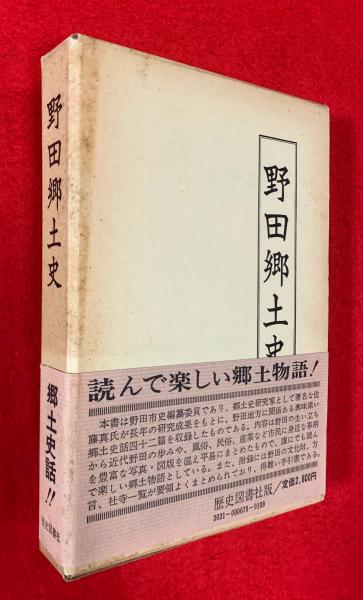 野田郷土史
郷土史話!!
歴史図書社
野田郷土史
読んで楽しい郷土物語!
本書は野田市史編纂委員であり、郷土史研究家として著名な佐
藤真氏が長年の研究成果をもとに、野田地方に関係ある興味深い
郷土史話四十二篇を収録したものである。内容は野田の生い立ち
から近代野田の歩みや、風俗、民俗、産業など市民に身近な事柄
を豊富な写真・図版を混え平易にまとめたもので、誰にでも読ん
で楽しい郷土物語としている。また、附録には野田の文化財、方
言、社寺一覧が要領よくまとめられており、得難い手引書である。
歴史図書社版/定価2,800円
3021-000679-9168